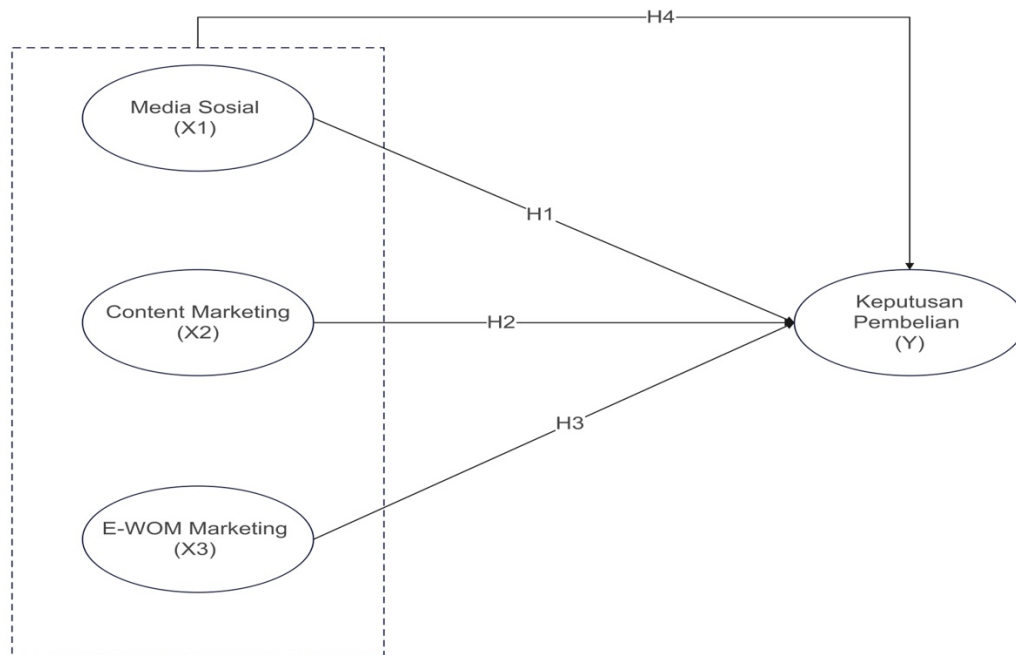 H4
Media Sosial
(X1)
H1
Content Marketing
(X2)
H2
Keputusan
Pembelian
(Y)
H3
E-WOM Marketing
(X3)